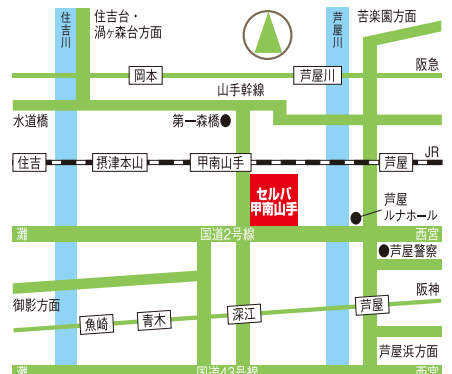 住吉台・
渦ヶ森台方面
苦楽園方面
住吉川
芦屋川
阪急
岡本
芦屋川
山手幹線
水道橋
第一森橋
JR
住吉
摂津本山
甲南山手
芦屋
セルバ
甲南山手
芦屋
ルナホール
灘
国道2号線
西宮
芦屋警察
御影方面
阪神
魚崎
青木
深江
芦屋
芦屋浜方面
灘
国道43号線
西宮